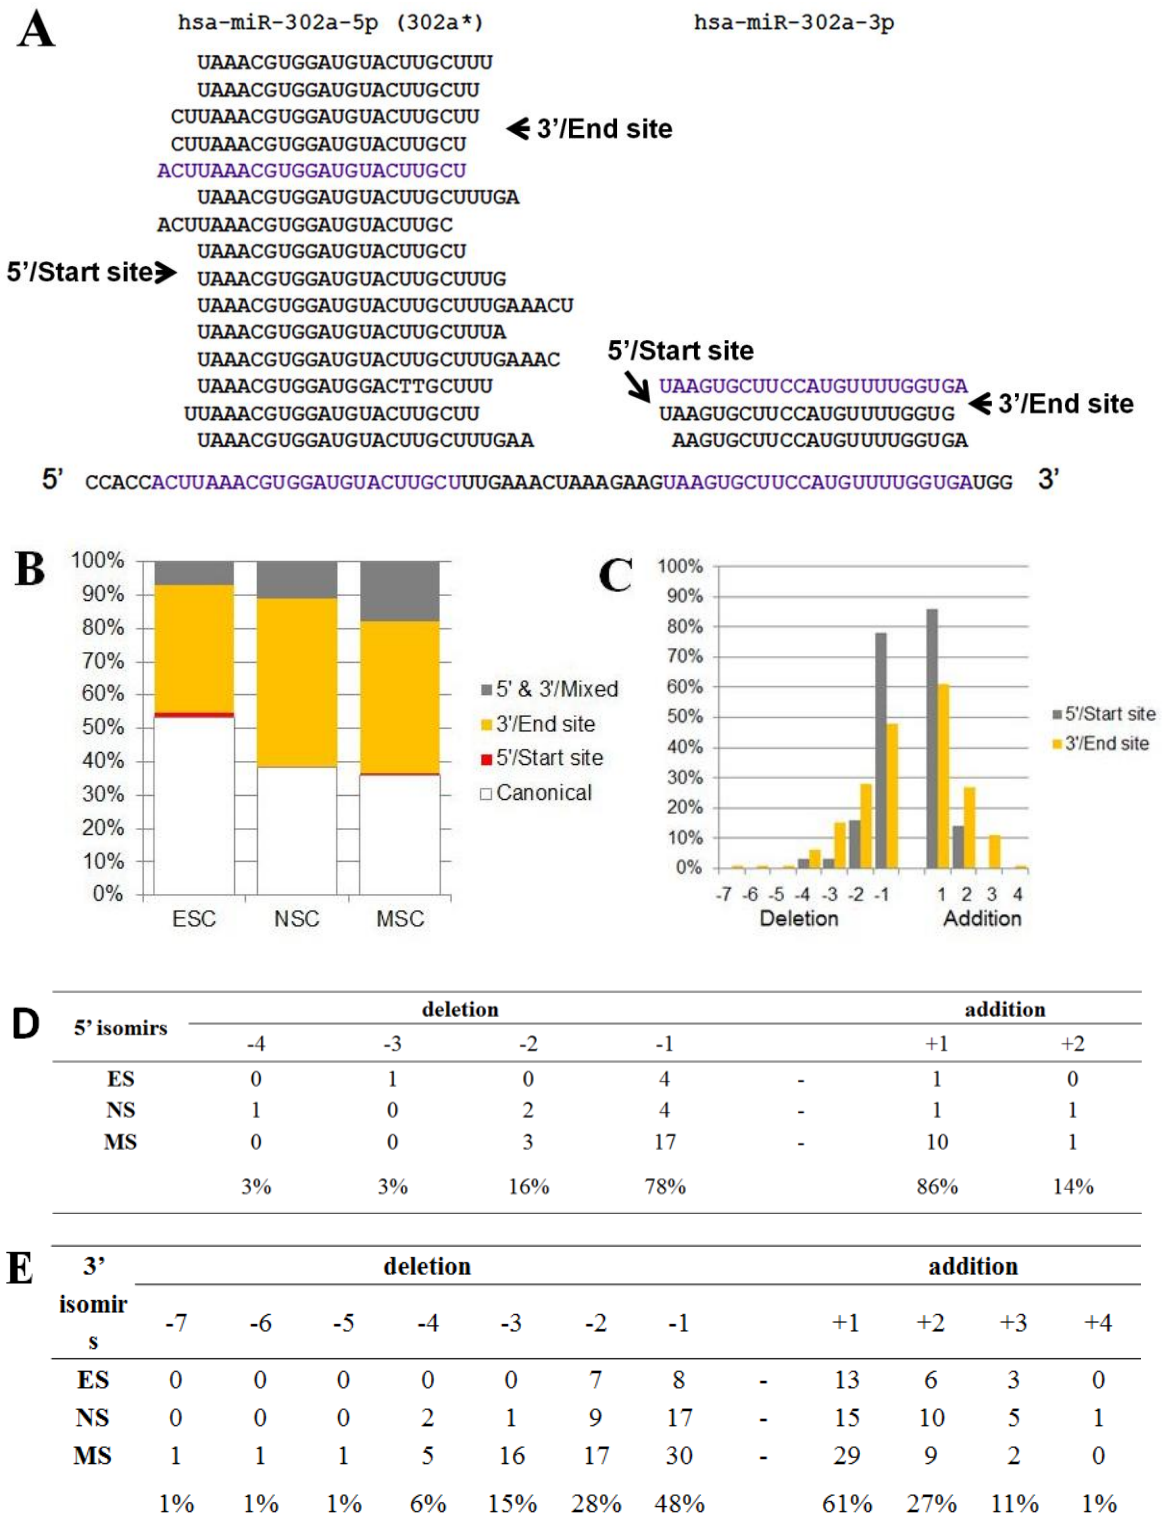 A
hsa-miR-302a-5p (302a*)
hsa-miR-302a-3p
UAAACGUGGAUGUACUUGCUUU
UAAACGUGGAUGUACUUGCUU
CUUAAACGUGGAUGUACUUGCUU
3'/End site
CUUAAACGUGGAUGUACUUGCU
ACUUAAACGUGGAUGUACUUGCU
UAAACGUGGAUGUACUUGCUUUGA
ACUUAAACGUGGAUGUACUUGC
UAAACGUGGAUGUACUUGCU
5'/Start site
UAAACGUGGAUGUACUUGCUUUG
UAAACGUGGAUGUACUUGCUUUGAAACU
UAAACGUGGAUGUACUUGCUUUA
UAAACGUGGAUGUACUUGCUUUGAAAC
5'/Start site
UAAACGUGGAUGGACTTGCUUU
UAAGUGCUUCCAUGUUUUGGUGA
UUAAACGUGGAUGUACUUGCUU
UAAGUGCUUCCAUGUUUUGGUG
3'/End site
UAAACGUGGAUGUACUUGCUUUGAA
AAGUGCUUCCAUGUUUUGGUGA
5' CCACCACUUAAACGUGGAUGUACUUGCUUUGAAACUAAAGAAGUAAGUGCUUCCAUGUUUUGGUGAUGG 3'
B
100%
90%
80%
70%
60%
50%
40%
30%
20%
10%
0%
ESC NSC MSC
5' & 3'/Mixed
3'/End site
5'/Start site
Canonical
C
100%
90%
80%
70%
60%
50%
40%
30%
20%
10%
0%
-7 -6 -5 -4 -3 -2 -1 1 2 3 4
Deletion Addition
5'/Start site
3'/End site
D
5' isomirs deletion addition
-4 -3 -2 -1 +1 +2
ES 0 1 0 4 - 1 0
NS 1 0 2 4 - 1 1
MS 0 0 3 17 - 10 1
3% 3% 16% 78% 86% 14%
E
3' deletion addition
isomir
s
-7 -6 -5 -4 -3 -2 -1 +1 +2 +3 +4
ES 0 0 0 0 0 7 8 - 13 6 3 0
NS 0 0 0 2 1 9 17 - 15 10 5 1
MS 1 1 1 5 16 17 30 - 29 9 2 0
1% 1% 1% 6% 15% 28% 48% 61% 27% 11% 1%